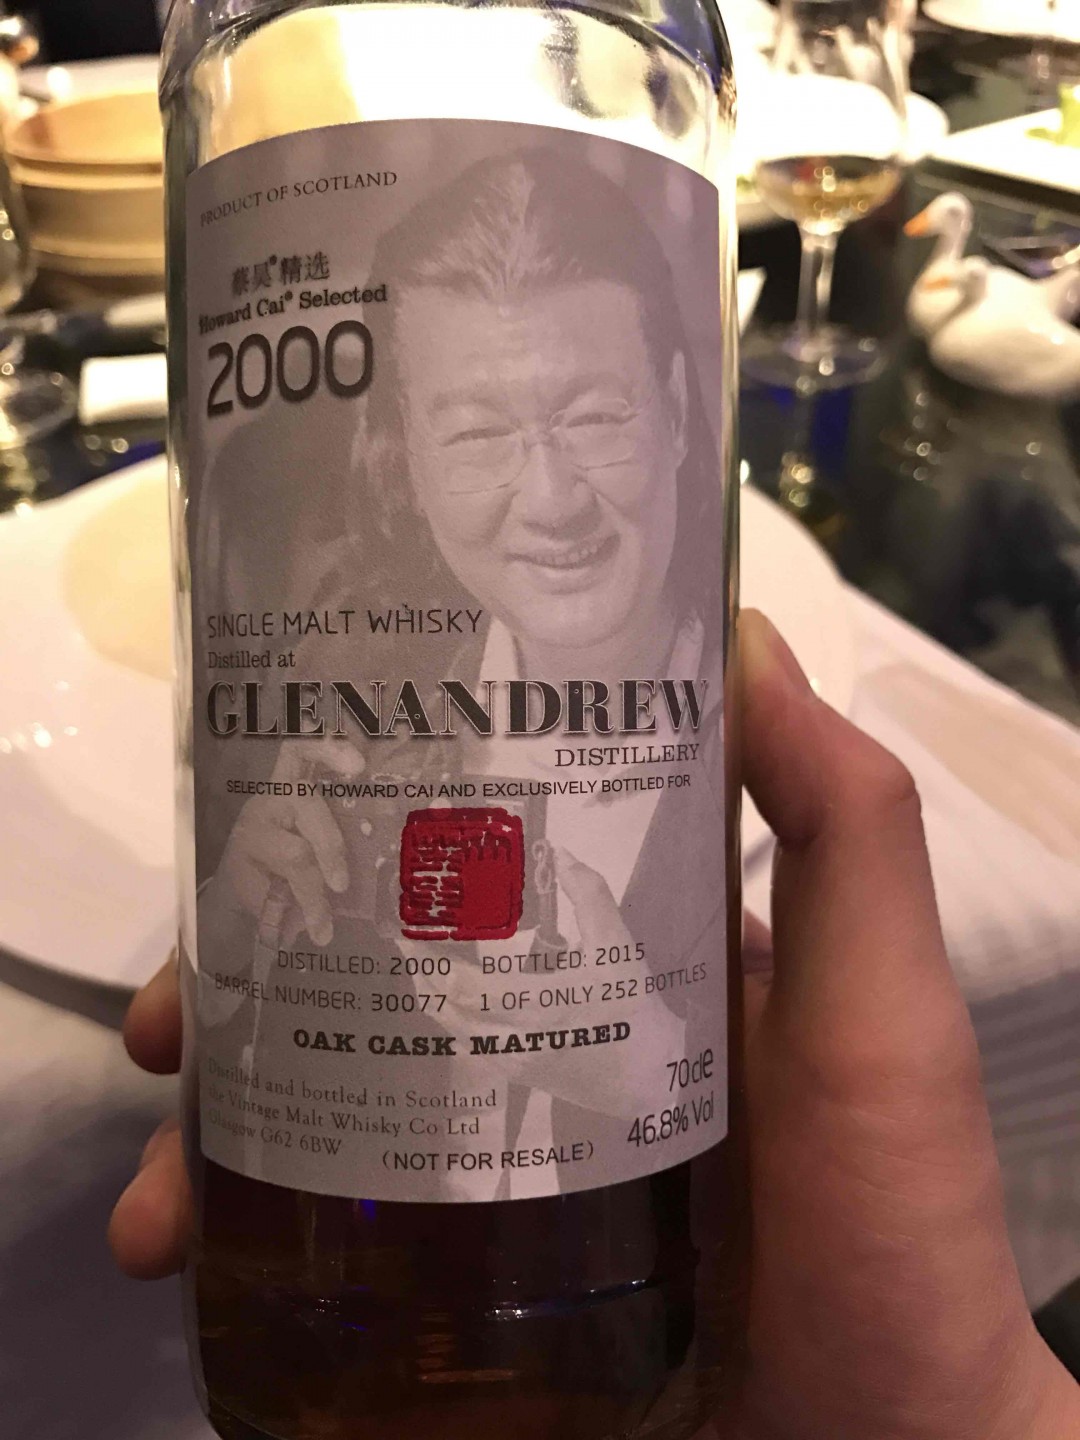 PRODUCT OF SCOTLAND
蔡昊®精选
Howard Cai® Selected
2000
SINGLE MALT WHISKY
Distilled at
GLENANDREW
DISTILLERY
SELECTED BY HOWARD CAI AND EXCLUSIVELY BOTTLED FOR
DISTILLED: 2000 BOTTLED: 2015
BARREL NUMBER: 30077 1 OF ONLY 252 BOTTLES
OAK CASK MATURED
Distilled and bottled in Scotland
the Vintage Malt Whisky Co Ltd
Glasgow G62 6BW
70cle
46.8% Vol
(NOT FOR RESALE)